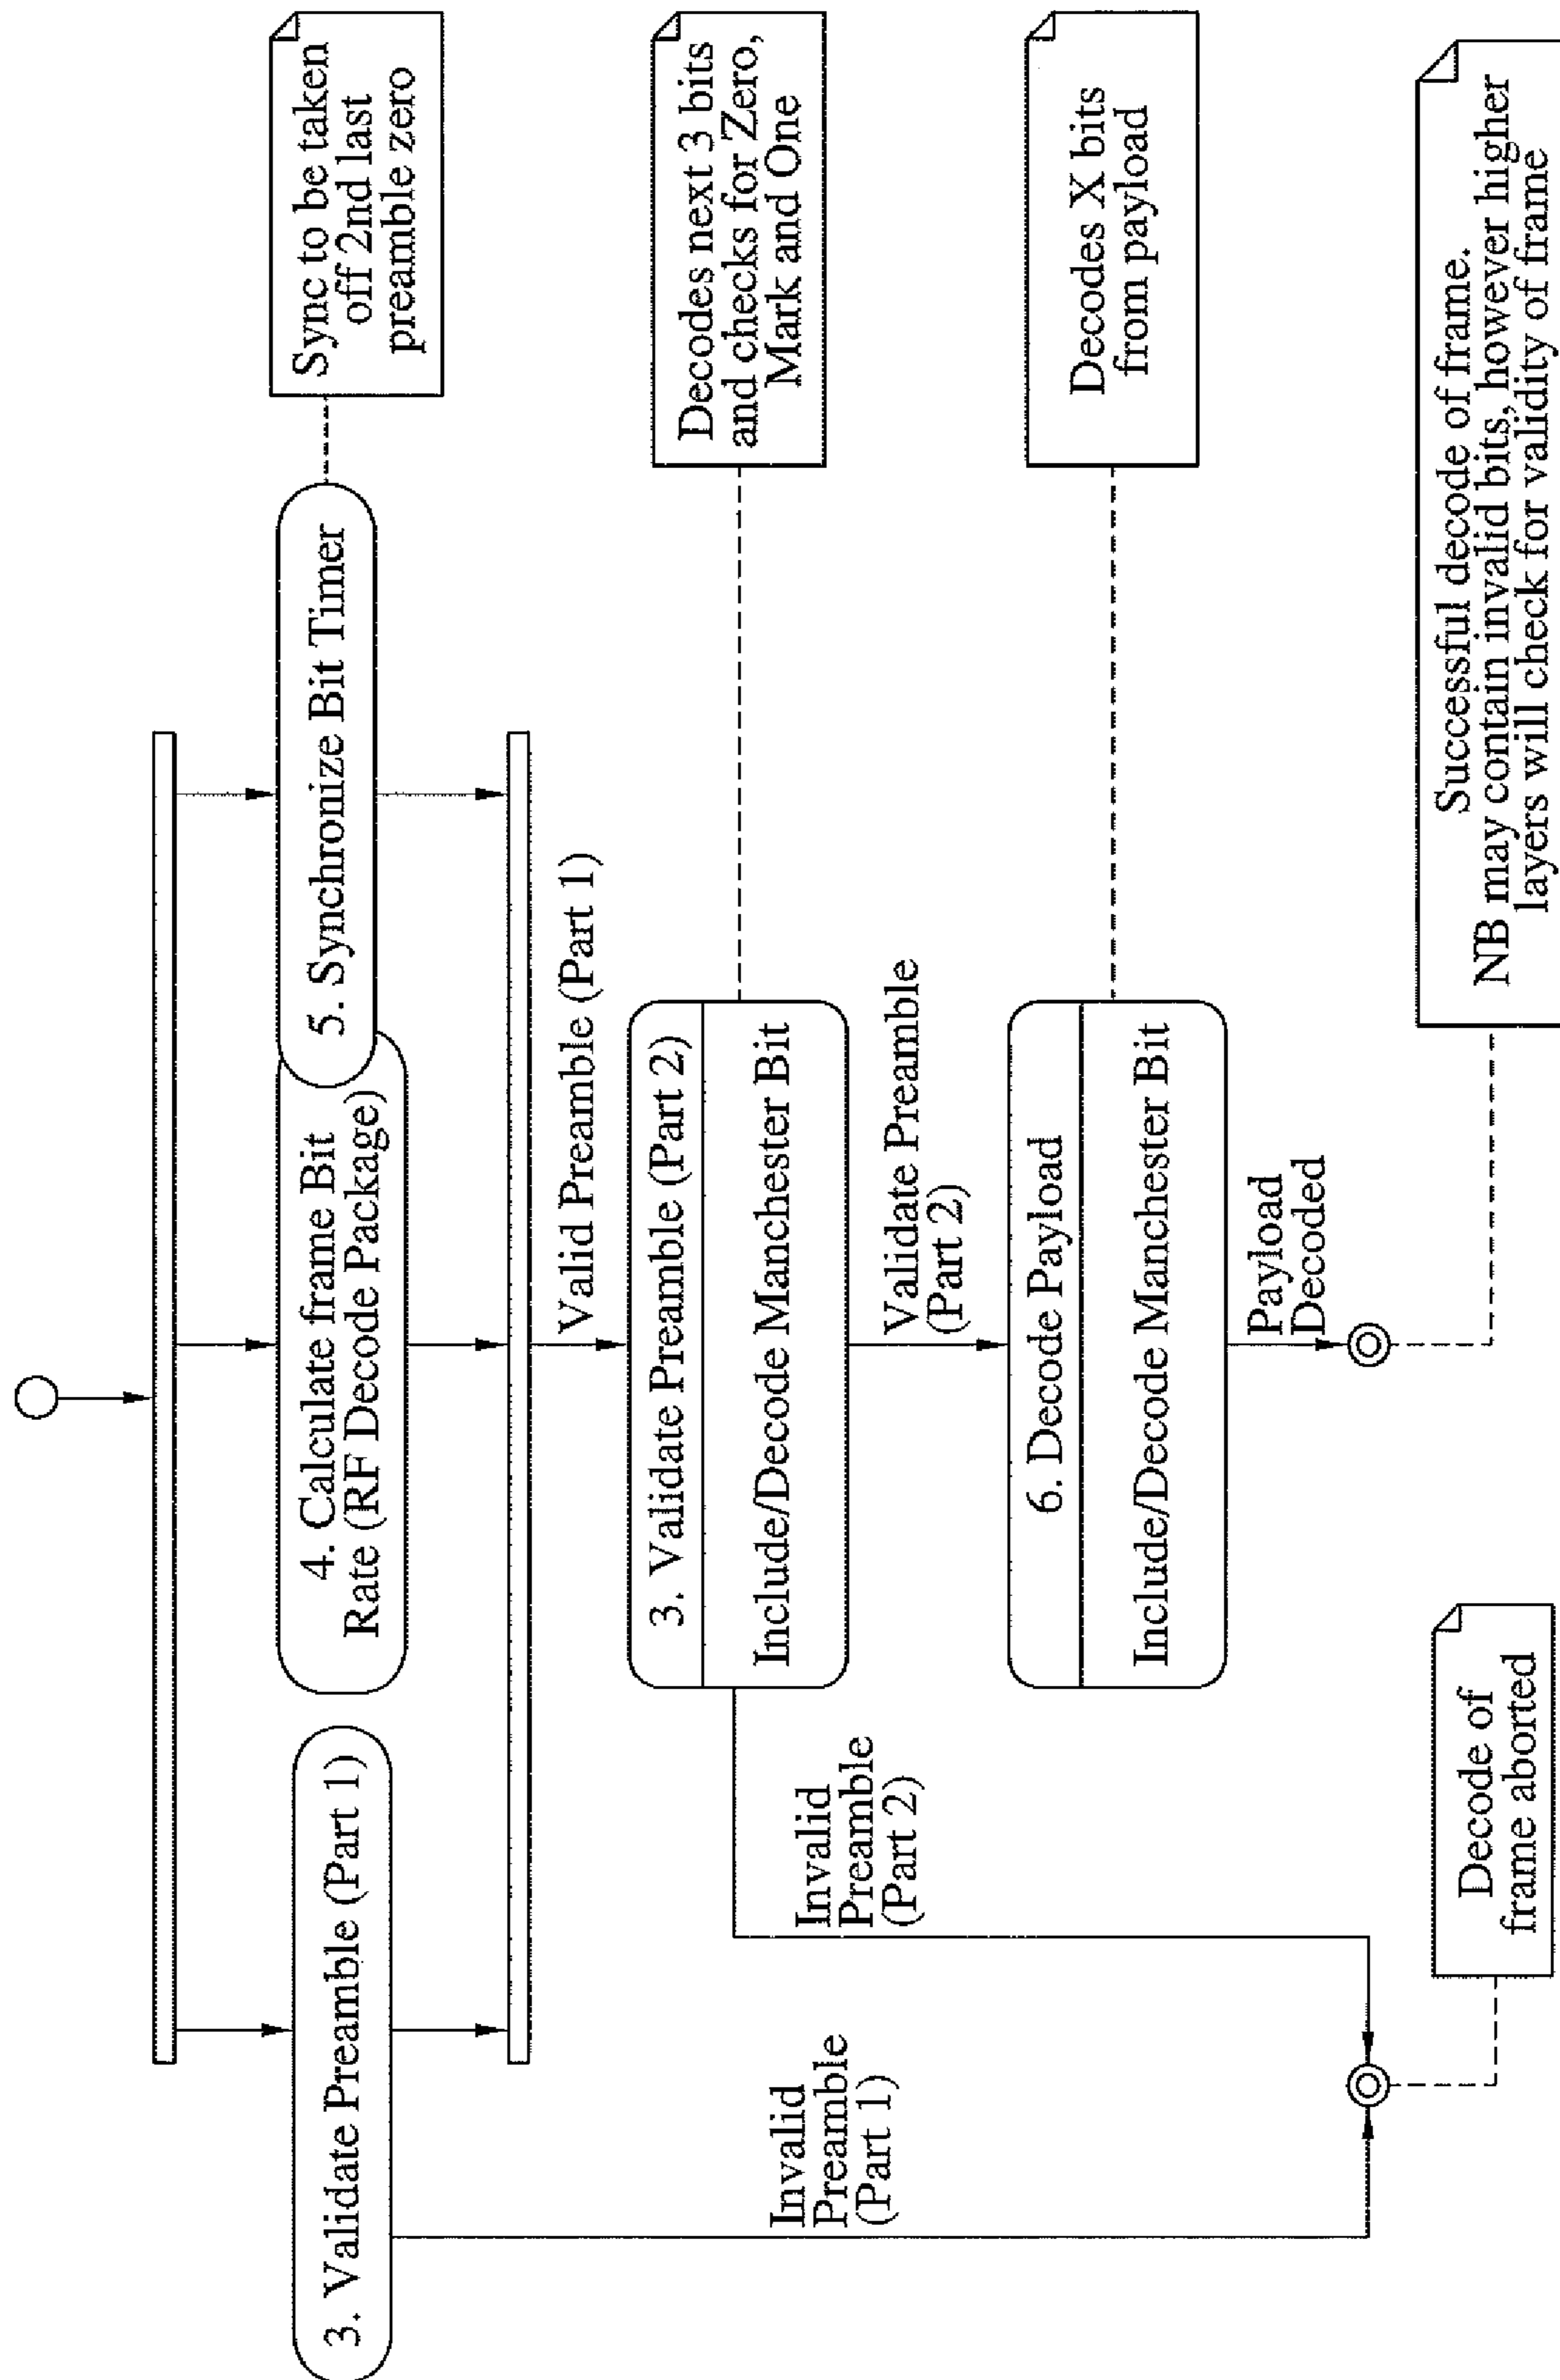 3. Validate Preamble (Part 1)
4. Calculate frame Bit
Rate (RF Decode Package)
5. Synchronize Bit Timer
Sync to be taken
off 2nd last
preamble zero
Valid Preamble (Part 1)
3. Validate Preamble (Part 2)
Include/Decode Manchester Bit
Decodes next 3 bits
and checks for Zero,
Mark and One
Invalid
Preamble
(Part 1)
Invalid
Preamble
(Part 2)
Validate Preamble
(Part 2)
6. Decode Payload
Include/Decode Manchester Bit
Decodes X bits
from payload
Payload
Decoded
Decode of
frame aborted
Successful decode of frame.
NB may contain invalid bits, however higher
layers will check for validity of frame